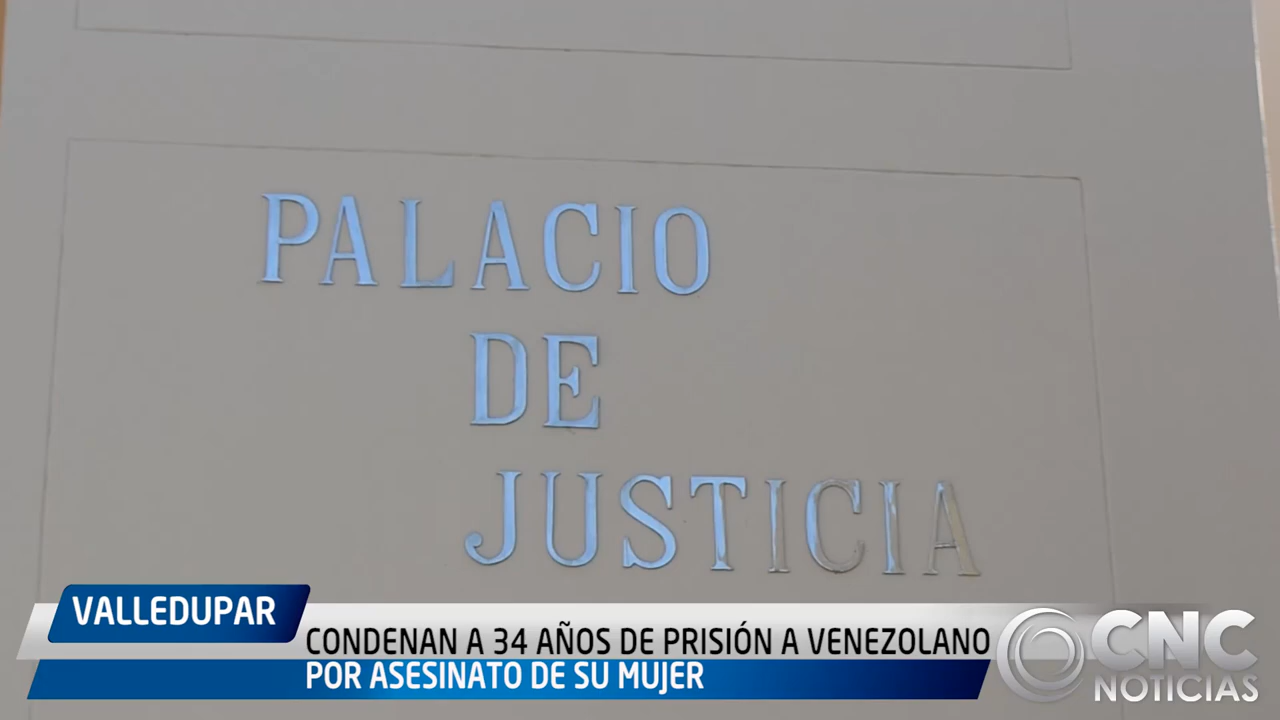 PALACIO
DE
JUSTICIA
VALLEDUPAR
CONDENAN A 34 AÑOS DE PRISIÓN A VENEZOLANO
POR ASESINATO DE SU MUJER
CNC
NOTICIAS